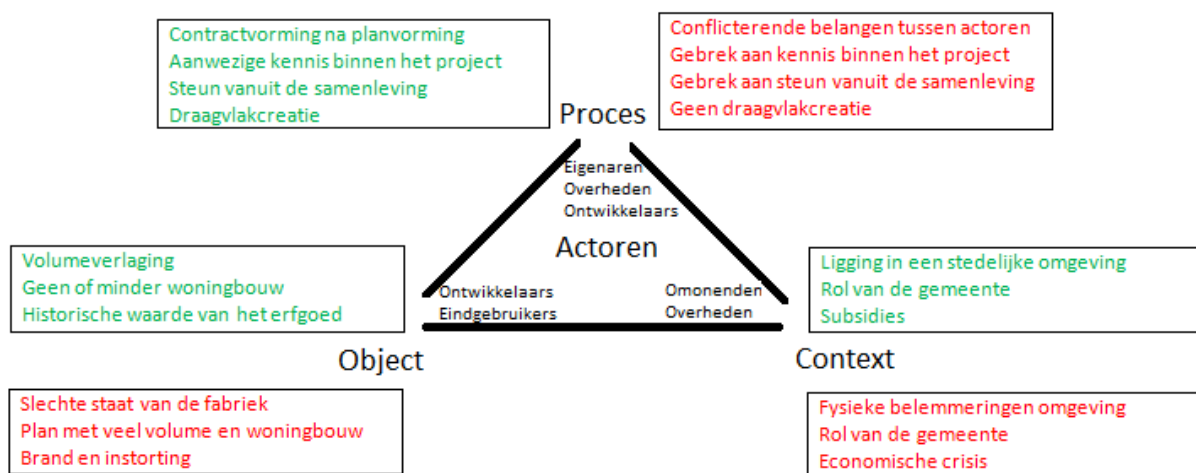 Contractvorming na planvorming
Aanwezige kennis binnen het project
Steun vanuit de samenleving
Draagvlakcreatie
Conflicterende belangen tussen actoren
Gebrek aan kennis binnen het project
Gebrek aan steun vanuit de samenleving
Geen draagvlakcreatie
Proces
Eigenaren
Overheden
Ontwikkelaars
Actoren
Volumeverlaging
Geen of minder woningbouw
Historische waarde van het erfgoed
Ontwikkelaars
Eindgebruikers
Omonenden
Overheden
Ligging in een stedelijke omgeving
Rol van de gemeente
Subsidies
Object
Context
Slechte staat van de fabriek
Plan met veel volume en woningbouw
Brand en instorting
Fysieke belemmeringen omgeving
Rol van de gemeente
Economische crisis